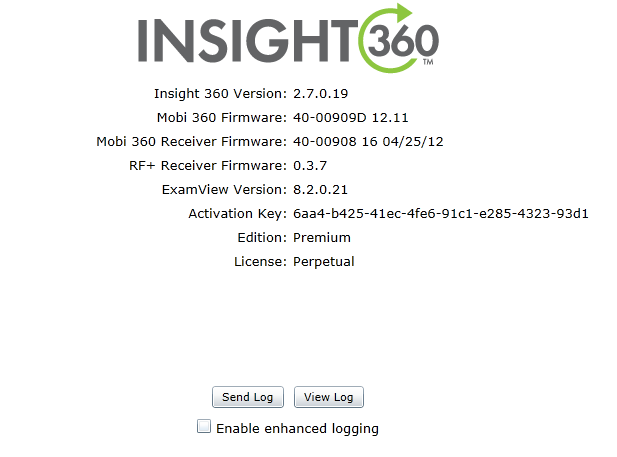 INSIGHT 360™
Insight 360 Version: 2.7.0.19
Mobi 360 Firmware: 40-00909D 12.11
Mobi 360 Receiver Firmware: 40-00908 16 04/25/12
RF+ Receiver Firmware: 0.3.7
ExamView Version: 8.2.0.21
Activation Key: 6aa4-b425-41ec-4fe6-91c1-e285-4323-93d1
Edition: Premium
License: Perpetual
Send Log View Log
Enable enhanced logging